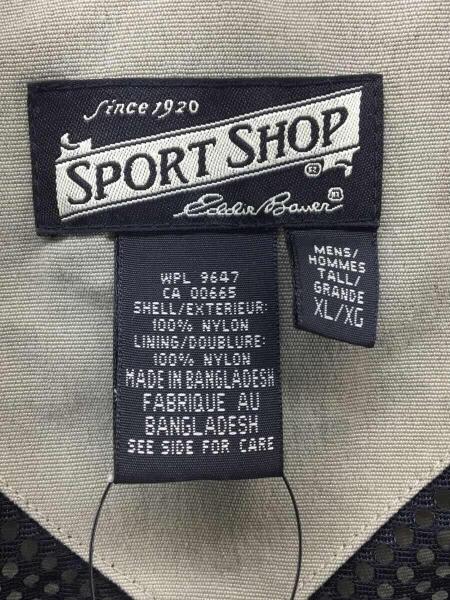 Since 1920
SPORT SHOP
Eddie Bauer
WPL 9647
CA 00665
SHELL/EXTERIEUR:
100% NYLON
LINING/DOUBLURE:
100% NYLON
MADE IN BANGLADESH
FABRIQUE AU
BANGLADESH
SEE SIDE FOR CARE
MENS/
HOMMES
TALL/
GRANDE
XL/XG